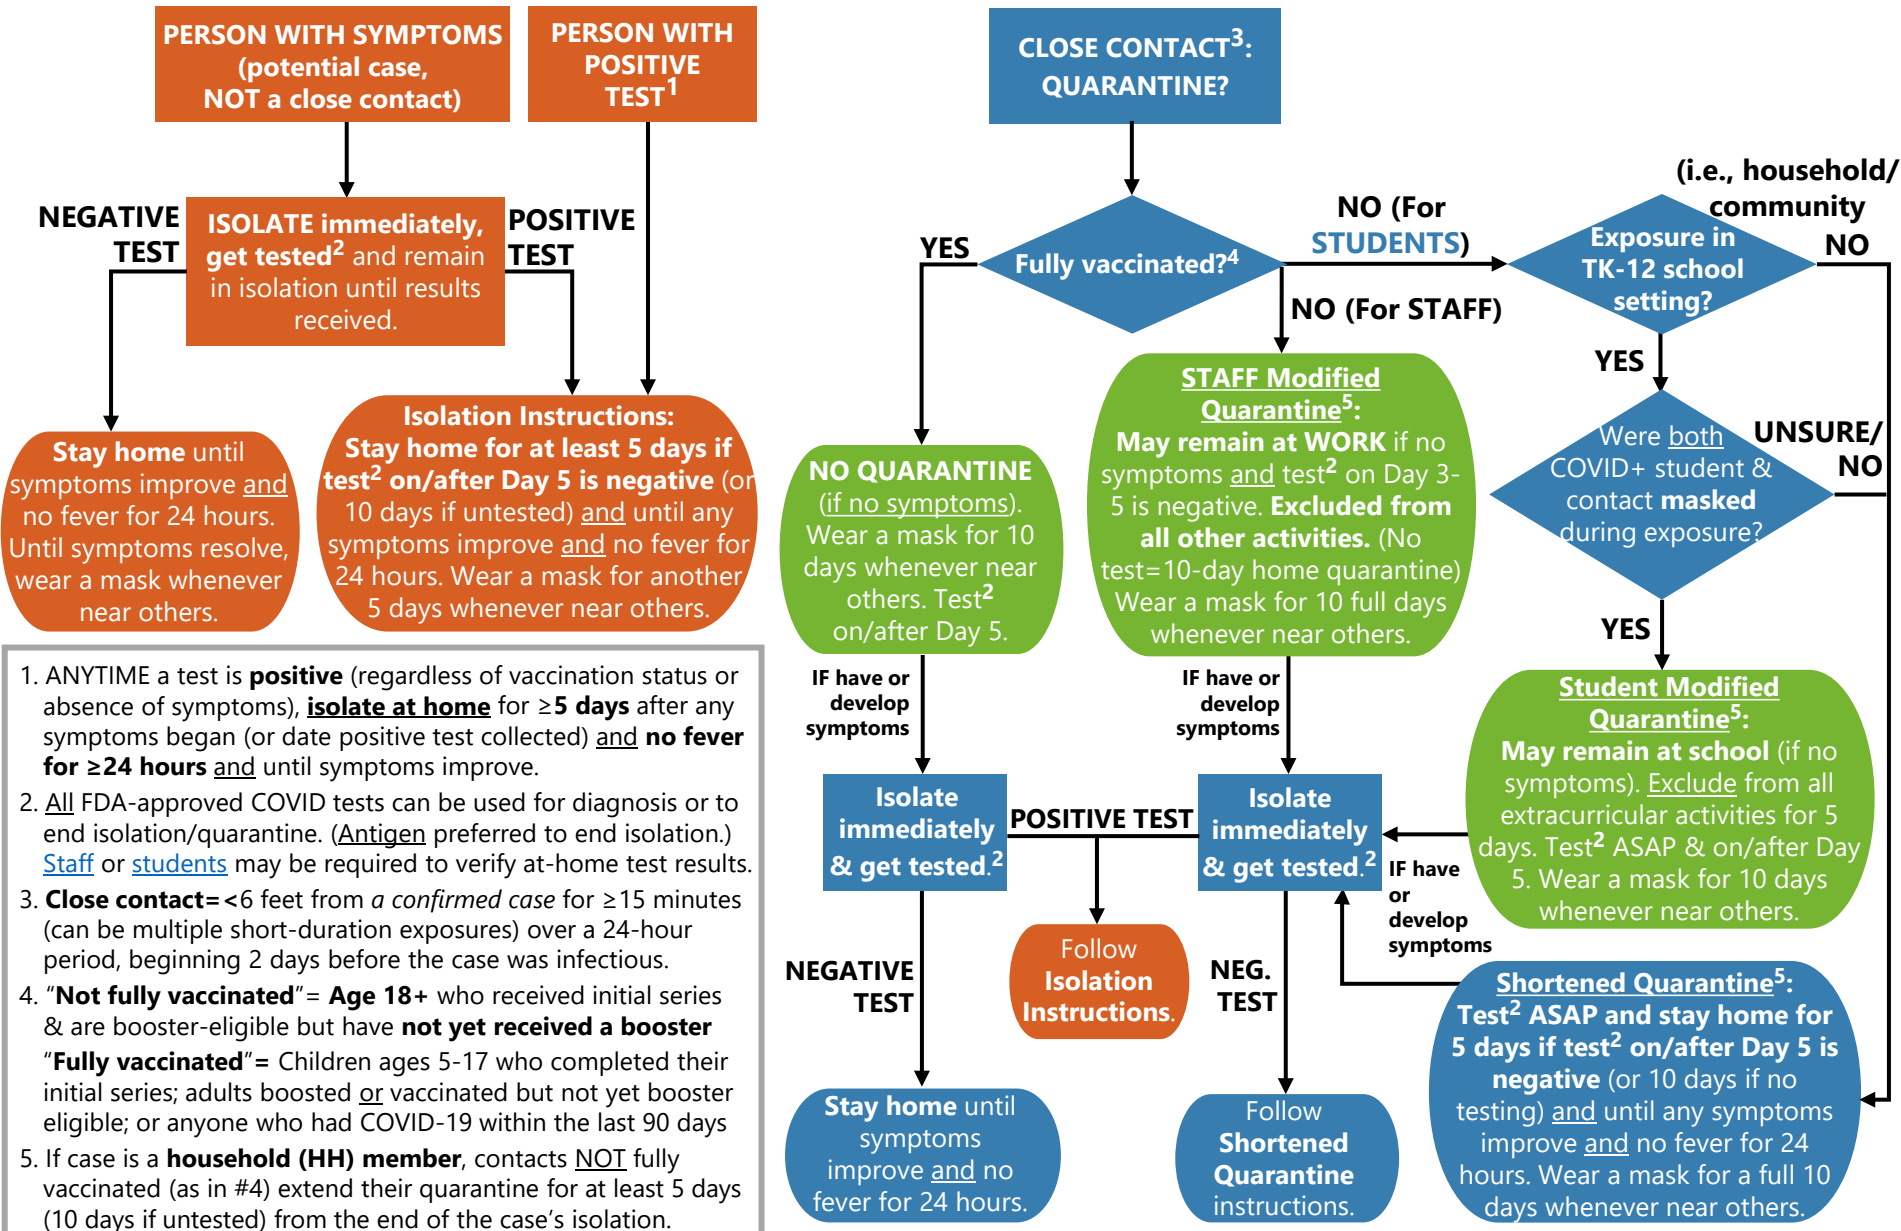 PERSON WITH SYMPTOMS
(potential case,
NOT a close contact)
PERSON WITH
POSITIVE
TEST1
NEGATIVE
TEST
ISOLATE immediately,
get tested2 and remain
in isolation until results
received.
POSITIVE
TEST
Stay home until
symptoms improve and
no fever for 24 hours.
Until symptoms resolve,
wear a mask whenever
near others.
Isolation Instructions:
Stay home for at least 5 days if
test2 on/after Day 5 is negative (or
10 days if untested) and until any
symptoms improve and no fever for
24 hours. Wear a mask for another
5 days whenever near others.
1. ANYTIME a test is positive (regardless of vaccination status or
absence of symptoms), isolate at home for ≥5 days after any
symptoms began (or date positive test collected) and no fever
for ≥24 hours and until symptoms improve.
2. All FDA-approved COVID tests can be used for diagnosis or to
end isolation/quarantine. (Antigen preferred to end isolation.)
Staff or students may be required to verify at-home test results.
3. Close contact=<6 feet from a confirmed case for ≥15 minutes
(can be multiple short-duration exposures) over a 24-hour
period, beginning 2 days before the case was infectious.
4. "Not fully vaccinated"= Age 18+ who received initial series
& are booster-eligible but have not yet received a booster
"Fully vaccinated"= Children ages 5-17 who completed their
initial series; adults boosted or vaccinated but not yet booster
eligible; or anyone who had COVID-19 within the last 90 days
5. If case is a household (HH) member, contacts NOT fully
vaccinated (as in #4) extend their quarantine for at least 5 days
(10 days if untested) from the end of the case's isolation.
CLOSE CONTACT3:
QUARANTINE?
YES
Fully vaccinated?4
NO (For
STUDENTS)
NO (For STAFF)
(i.e., household/
community
Exposure in
TK-12 school
setting?
NO
YES
Were both
COVID+ student &
contact masked
during exposure?
UNSURE/
NO
YES
NO QUARANTINE
(if no symptoms).
Wear a mask for 10
days whenever near
others. Test2
on/after Day 5.
STAFF Modified
Quarantine5:
May remain at WORK if no
symptoms and test2 on Day 3-
5 is negative. Excluded from
all other activities. (No
test=10-day home quarantine)
Wear a mask for 10 full days
whenever near others.
Student Modified
Quarantine5:
May remain at school (if no
symptoms). Exclude from all
extracurricular activities for 5
days. Test2 ASAP & on/after Day
5. Wear a mask for 10 days
whenever near others.
IF have or
develop
symptoms
IF have or
develop
symptoms
Isolate
immediately
& get tested.2
POSITIVE TEST
Isolate
immediately
& get tested.2
IF have
or
develop
symptoms
Follow
Isolation
Instructions.
NEGATIVE
TEST
NEG.
TEST
Stay home until
symptoms
improve and no
fever for 24 hours.
Follow
Shortened
Quarantine
instructions.
Shortened Quarantine5:
Test2 ASAP and stay home for
5 days if test2 on/after Day 5 is
negative (or 10 days if no
testing) and until any symptoms
improve and no fever for 24
hours. Wear a mask for a full 10
days whenever near others.